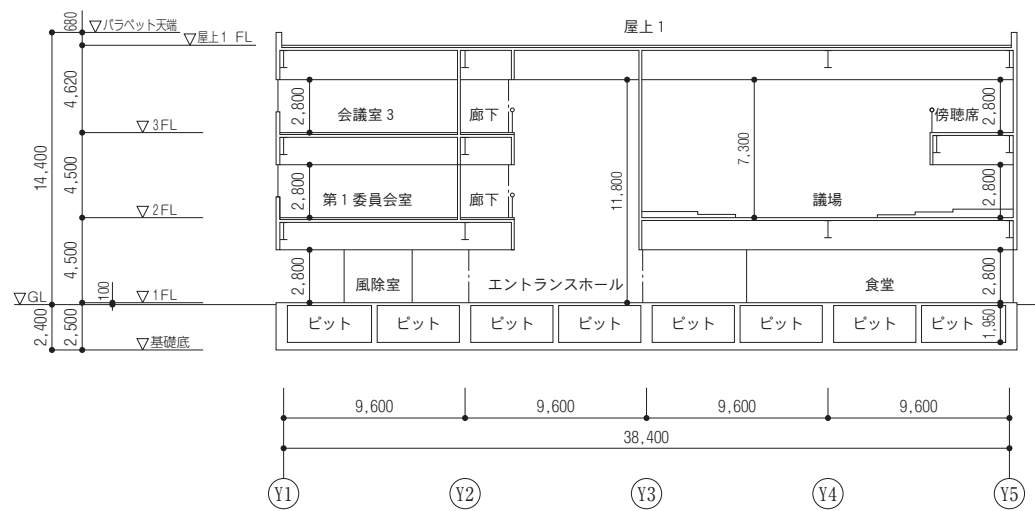 屋上1
680
▽パラペット天端
▽屋上1 FL
4,620
14,400
▽3FL
4,500
▽2FL
4,500
100
▽1FL
▽GL
2,400
2,500
▽基礎底
2,800
会議室3
廊下
傍聴席
2,800
7,300
11,800
2,800
第1委員会室
廊下
議場
2,800
2,800
風除室
エントランスホール
食堂
2,800
ピット
ピット
ピット
ピット
ピット
ピット
ピット
ピット
1,950
9,600
9,600
9,600
9,600
38,400
Y1
Y2
Y3
Y4
Y5